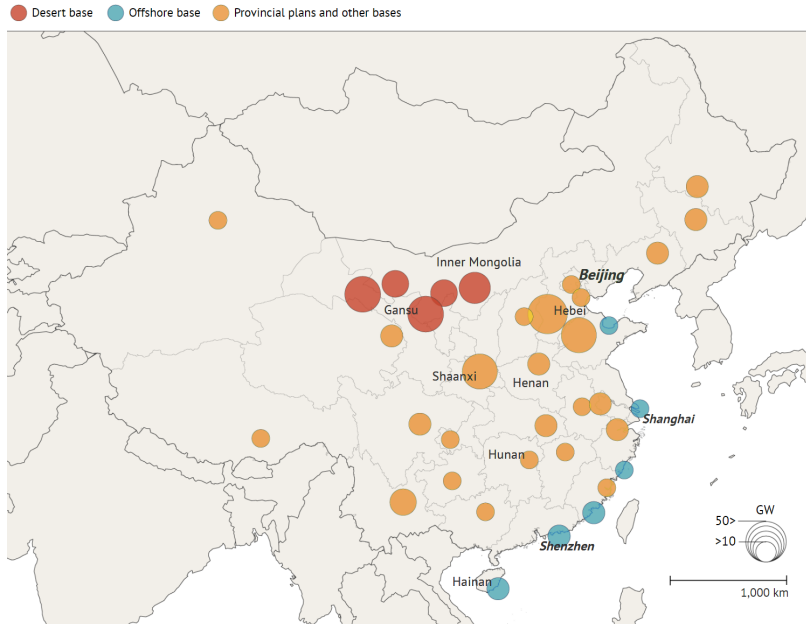 Desert base Offshore base Provincial plans and other bases
Inner Mongolia
Beijing
Gansu
Hebei
Shaanxi
Henan
Shanghai
Hunan
GW
50>
>10
Shenzhen
Hainan
1,000 km